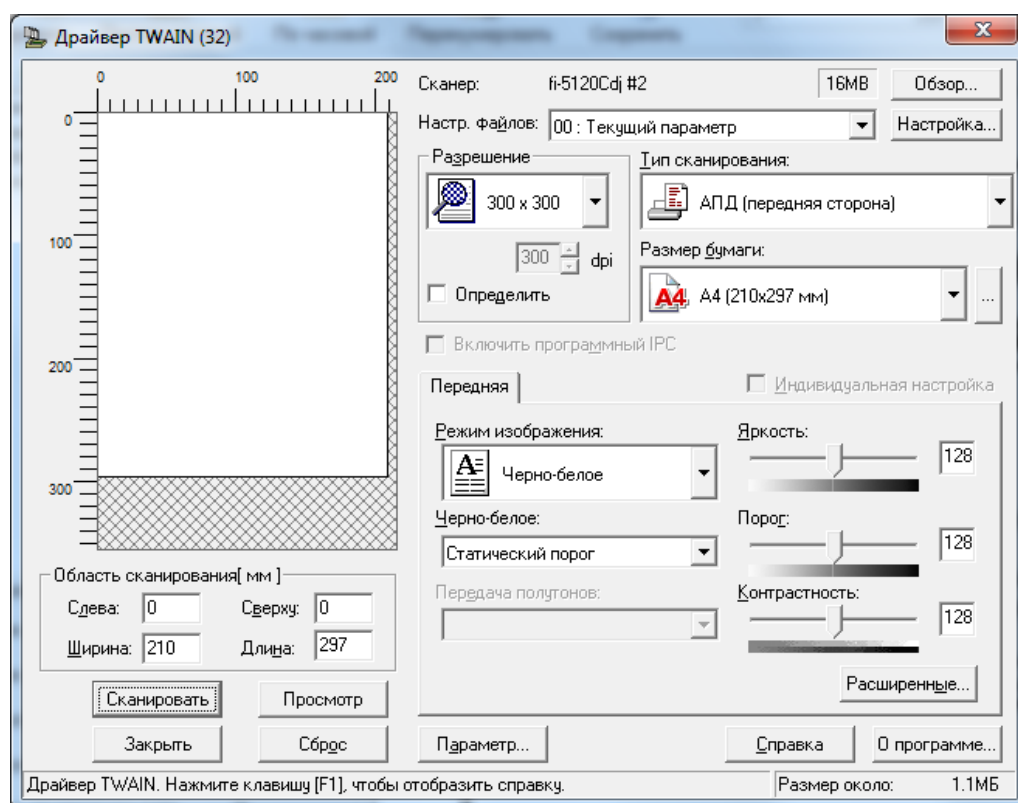 Драйвер TWAIN (32)
0 100 200
0
100
200
300
Сканер: fi-5120Cdj #2 16MB Обзор...
Настр. файлов: 00 : Текущий параметр Настройка...
Разрешение
300 x 300
300 dpi
Определить
Тип сканирования:
АПД (передняя сторона)
Размер бумаги:
A4 A4 (210x297 мм) ...
Включить программный IPC
Передняя
Индивидуальная настройка
Режим изображения:
Черно-белое
Черно-белое:
Статический порог
Передача полутонов:
Яркость:
128
Порог:
128
Контрастность:
128
Расширенные...
Область сканирования[ мм ]
Слева: 0 Сверху: 0
Ширина: 210 Длина: 297
Сканировать Просмотр
Закрыть Сброс
Параметр... Справка О программе...
Драйвер TWAIN. Нажмите клавишу [F1], чтобы отобразить справку. Размер около: 1.1МБ